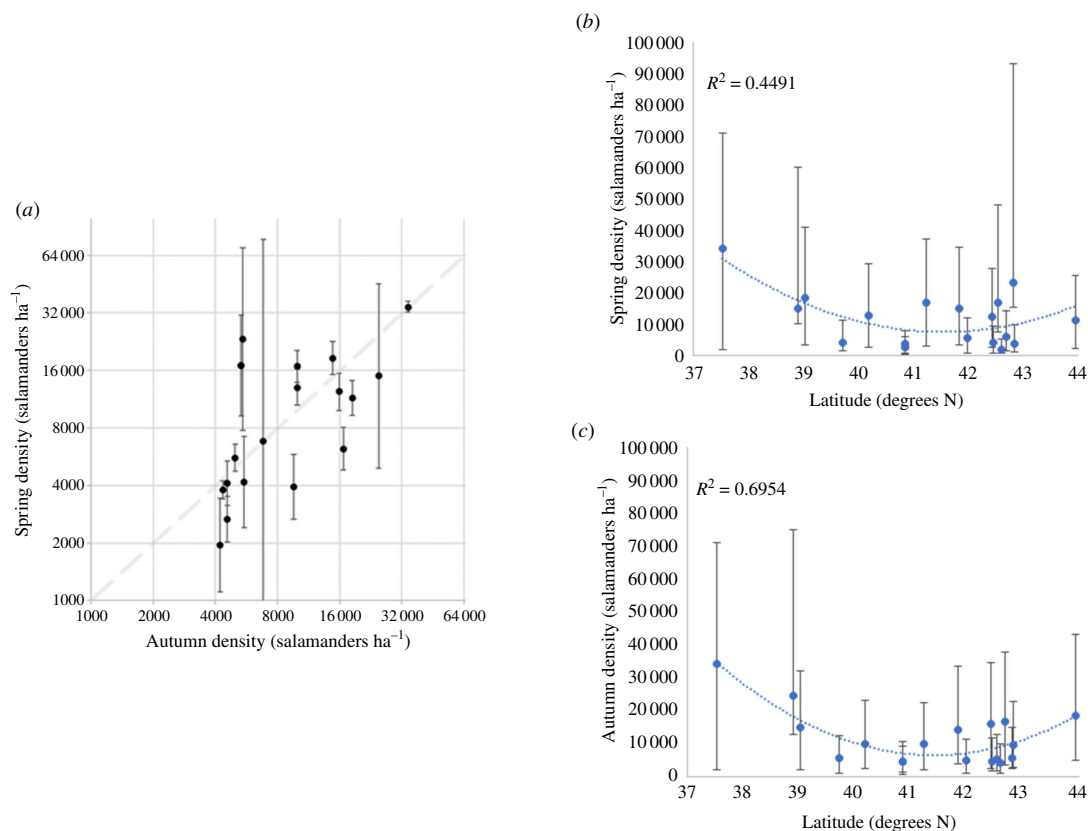 (a)
Spring density (salamanders ha⁻¹)
64 000
32 000
16 000
8000
4000
2000
1000
1000 2000 4000 8000 16 000 32 000 64 000
Autumn density (salamanders ha⁻¹)
(b)
Spring density (salamanders ha⁻¹)
100 000
90 000
80 000
70 000
60 000
50 000
40 000
30 000
20 000
10 000
0
R² = 0.4491
37 38 39 40 41 42 43 44
Latitude (degrees N)
(c)
Autumn density (salamanders ha⁻¹)
100 000
90 000
80 000
70 000
60 000
50 000
40 000
30 000
20 000
10 000
0
R² = 0.6954
37 38 39 40 41 42 43 44
Latitude (degrees N)